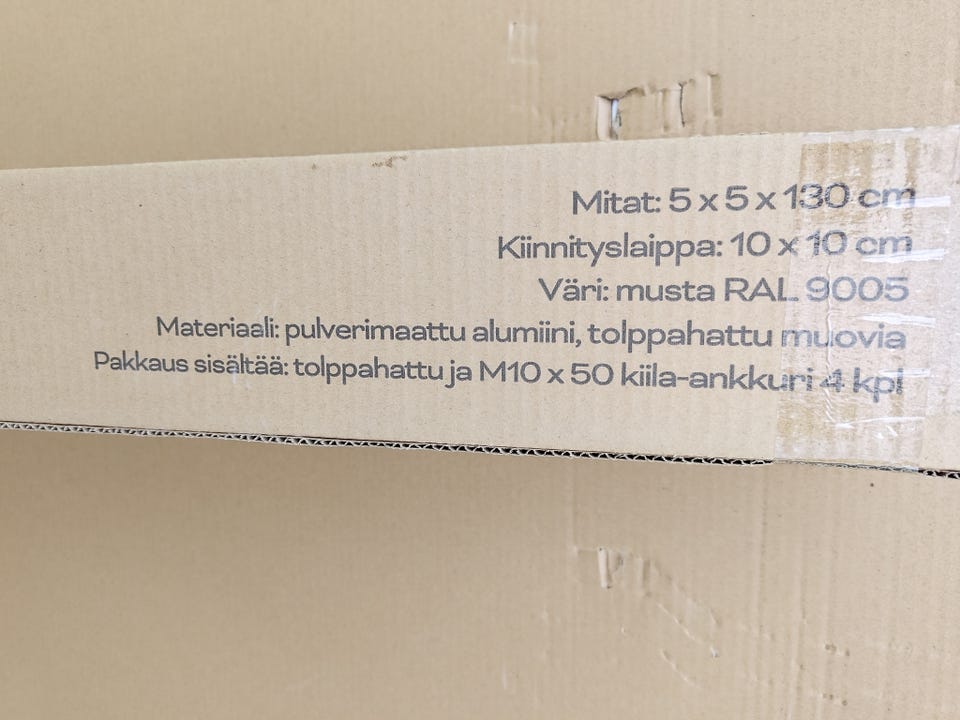 Mitat: 5 x 5 x 130 cm
Kiinnityslaippa: 10 x 10 cm
Väri: musta RAL 9005
Materiaali: pulverimaattu alumiini, tolppahattu muovia
Pakkaus sisältää: tolppahattu ja M10 x 50 kiila-ankkuri 4 kpl